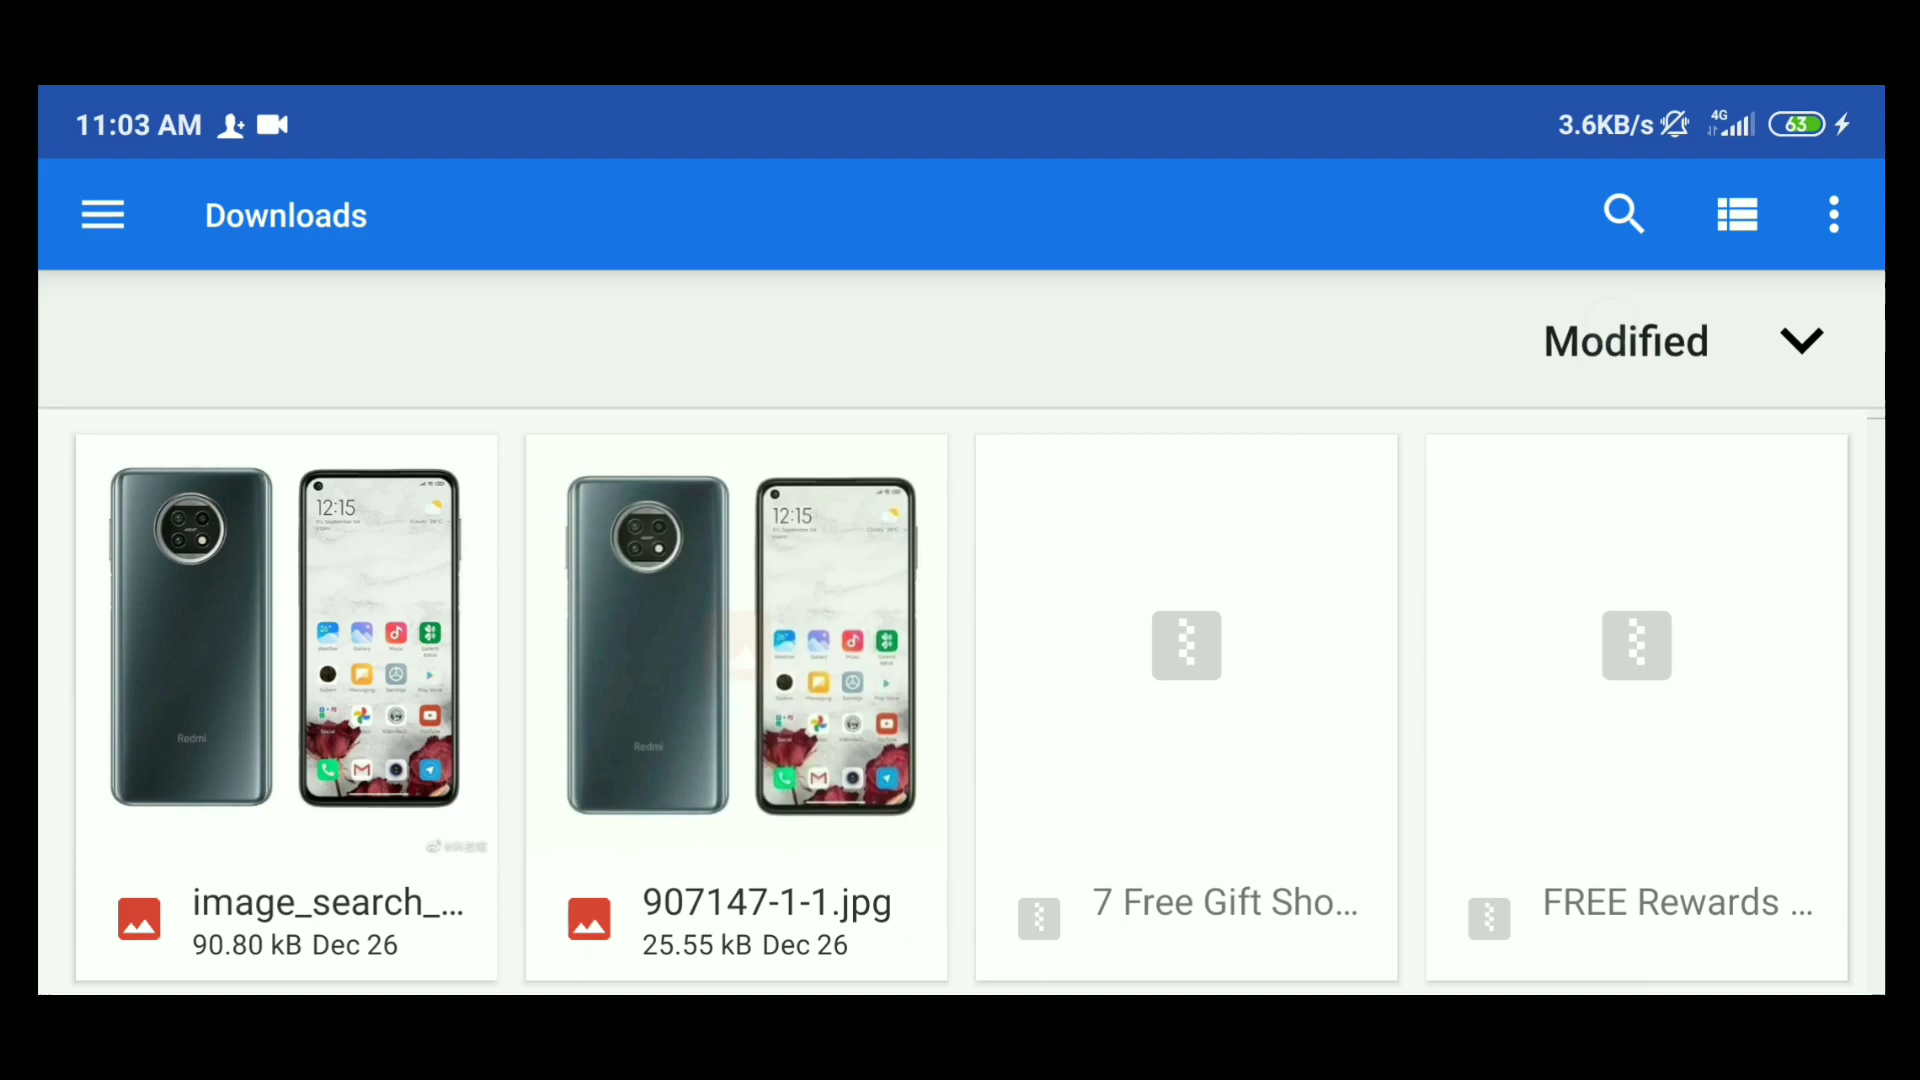 11:03 AM
3.6KB/s 4G 63
Downloads
Modified
12:15
Redmi
12:15
Redmi
image_search_...
90.80 kB Dec 26
907147-1-1.jpg
25.55 kB Dec 26
7 Free Gift Sho...
FREE Rewards ...